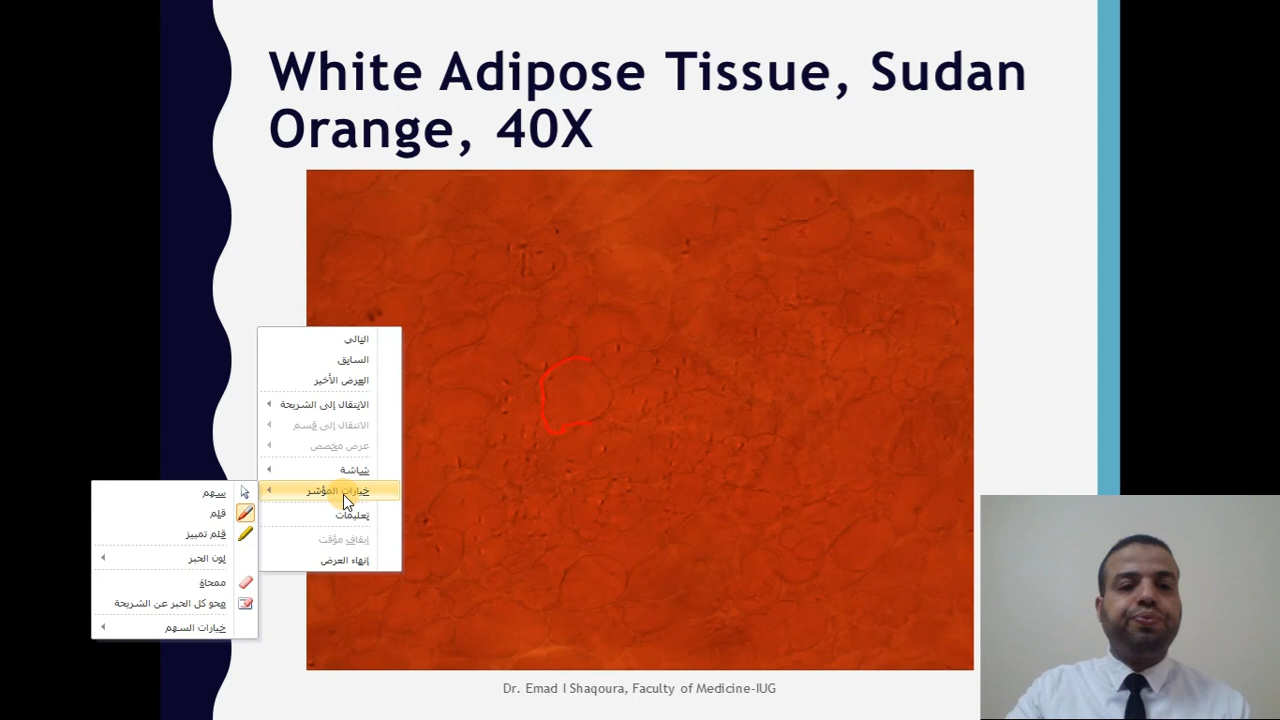 White Adipose Tissue, Sudan
Orange, 40X
التالي
السابق
العرض الأخير
الانتقال إلى الشريحة
الانتقال إلى قسم
عرض مخصص
شاشة
خيارات المؤشر
تعليمات
إيقاف مؤقت
إنهاء العرض
سهم
قلم
قلم تمييز
لون الحبر
ممحاة
محو كل الحبر عن الشريحة
خيارات السهم
Dr. Emad I Shaqoura, Faculty of Medicine-IUG